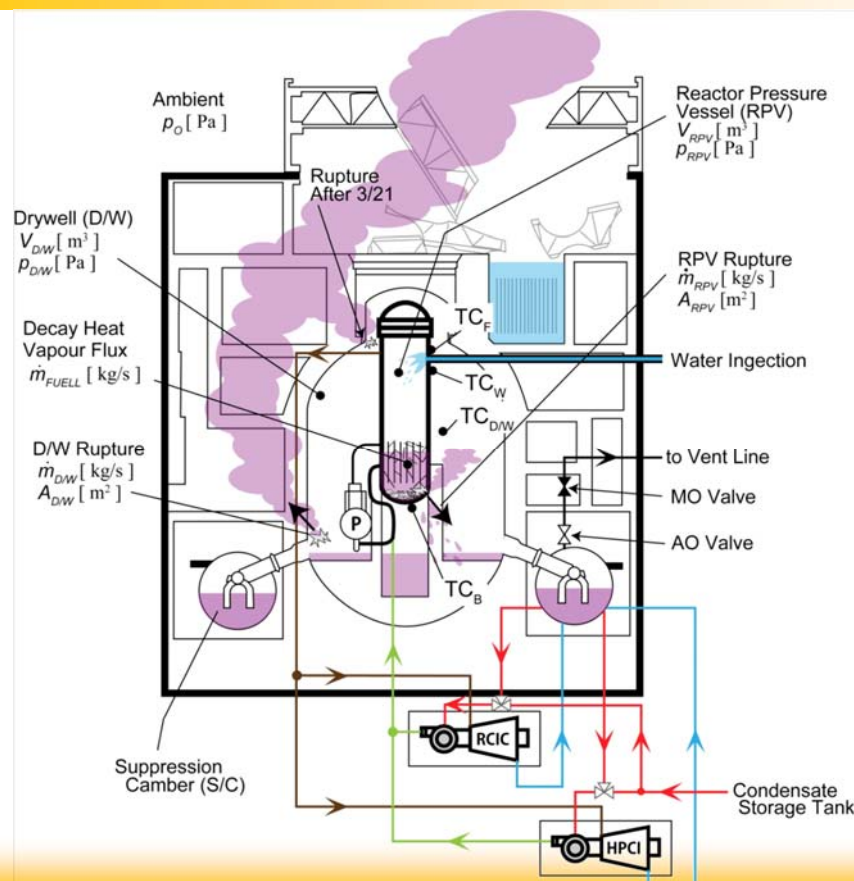 Ambient
p_O [ Pa ]
Reactor Pressure
Vessel (RPV)
V_RPV [ m³ ]
p_RPV [ Pa ]
Rupture
After 3/21
Drywell (D/W)
V_D/W [ m³ ]
p_D/W [ Pa ]
RPV Rupture
ṁ_RPV [ kg/s ]
A_RPV [ m² ]
TC_F
Decay Heat
Vapour Flux
ṁ_FUELL [ kg/s ]
Water Ingection
TC_W
TC_D/W
D/W Rupture
ṁ_D/W [ kg/s ]
A_D/W [ m² ]
to Vent Line
MO Valve
P
AO Valve
TC_B
RCIC
Suppression
Camber (S/C)
Condensate
Storage Tank
HPCI